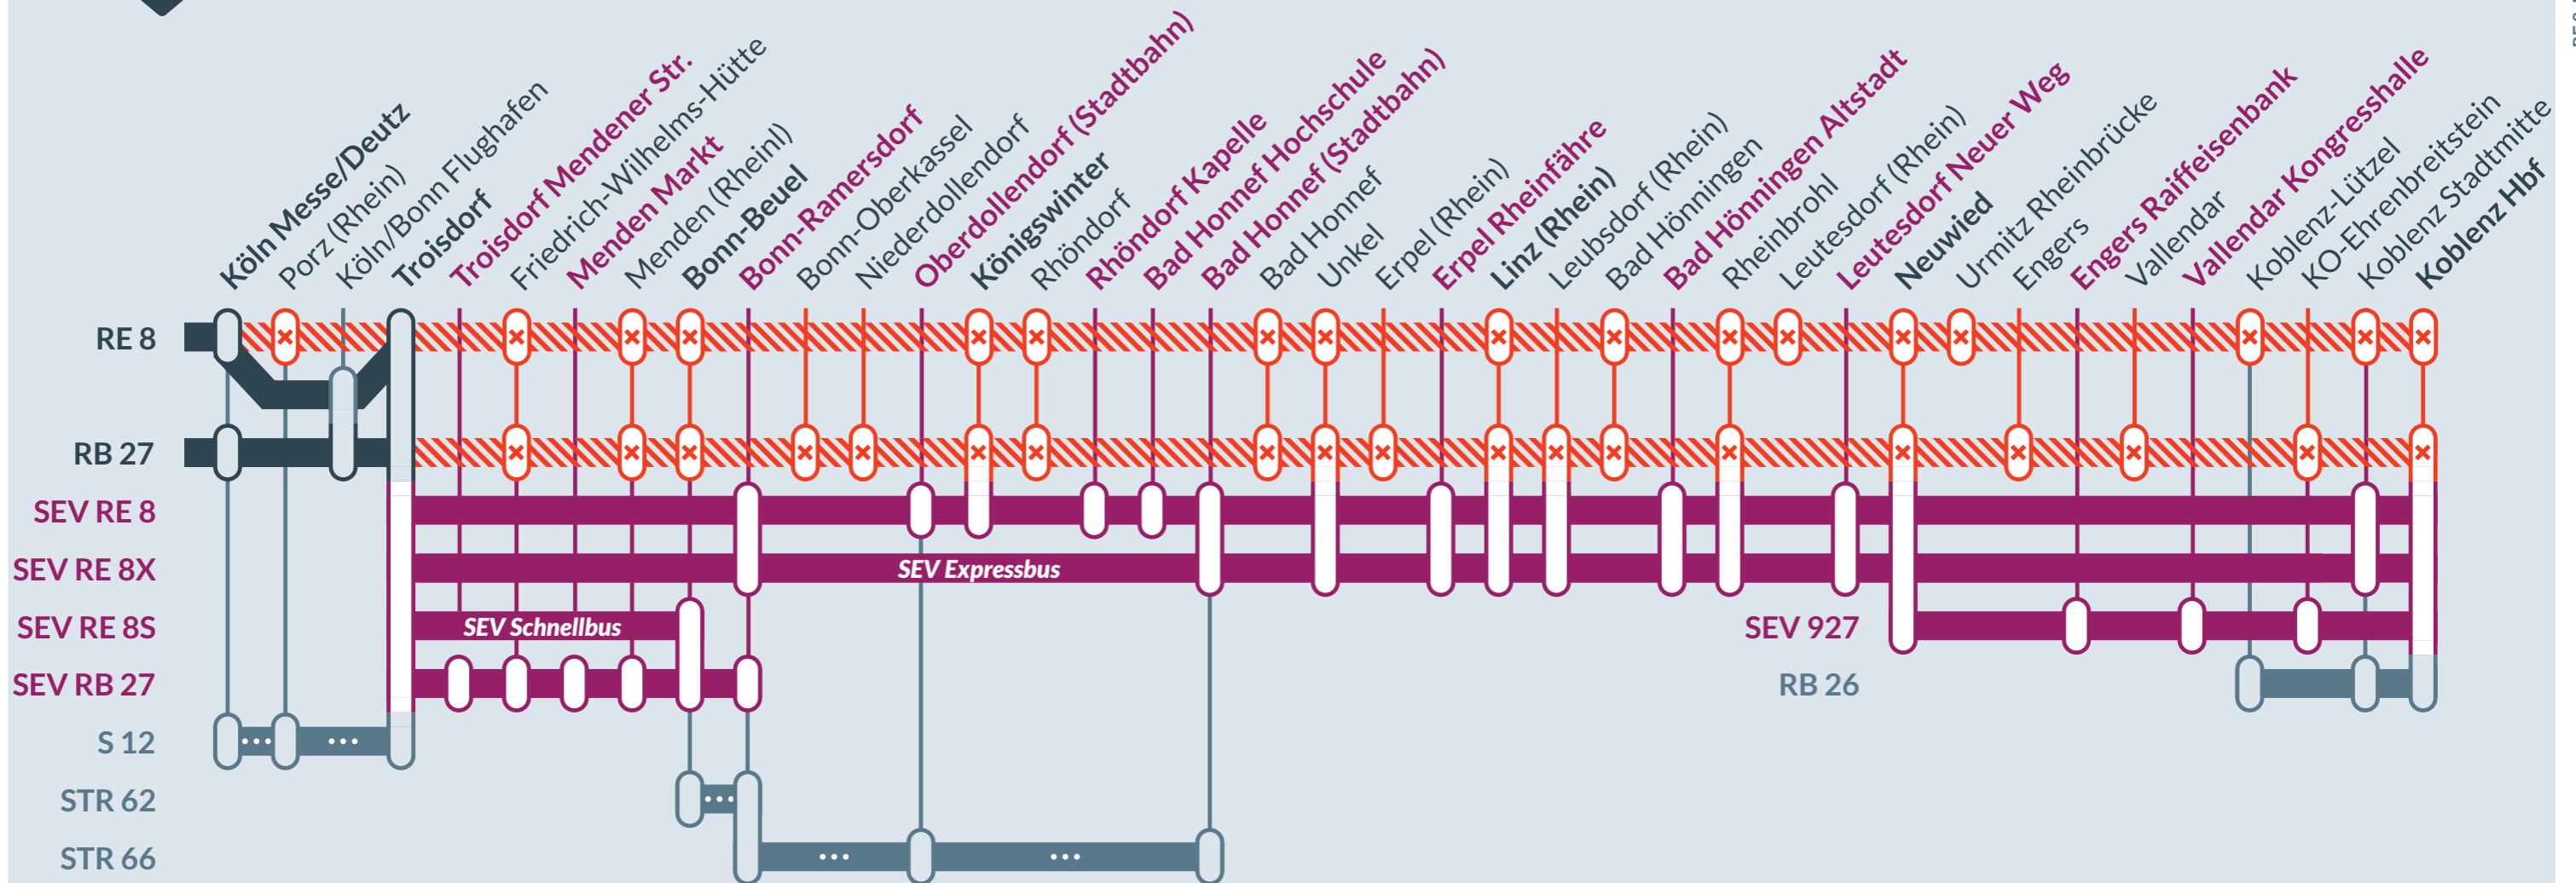 Köln Messe/Deutz
Porz (Rhein)
Köln/Bonn Flughafen
Troisdorf
Troisdorf Mendener Str.
Friedrich-Wilhelms-Hütte
Menden Markt
Menden (Rheinl)
Bonn-Beuel
Bonn-Ramersdorf
Bonn-Oberkassel
Niederdollendorf
Oberdollendorf (Stadtbahn)
Königswinter
Rhöndorf
Rhöndorf Kapelle
Bad Honnef Hochschule
Bad Honnef (Stadtbahn)
Bad Honnef
Unkel
Erpel (Rhein)
Erpel Rheinfähre
Linz (Rhein)
Leubsdorf (Rhein)
Bad Hönningen
Bad Hönningen Altstadt
Rheinbrohl
Leutesdorf (Rhein)
Leutesdorf Neuer Weg
Neuwied
Urmitz Rheinbrücke
Engers
Engers Raiffeisenbank
Vallendar
Vallendar Kongresshalle
Koblenz-Lützel
KO-Ehrenbreitstein
Koblenz Stadtmitte
Koblenz Hbf
RE 8
RB 27
SEV RE 8
SEV RE 8X
SEV Expressbus
SEV RE 8S
SEV Schnellbus
SEV 927
SEV RB 27
RB 26
S 12
STR 62
STR 66